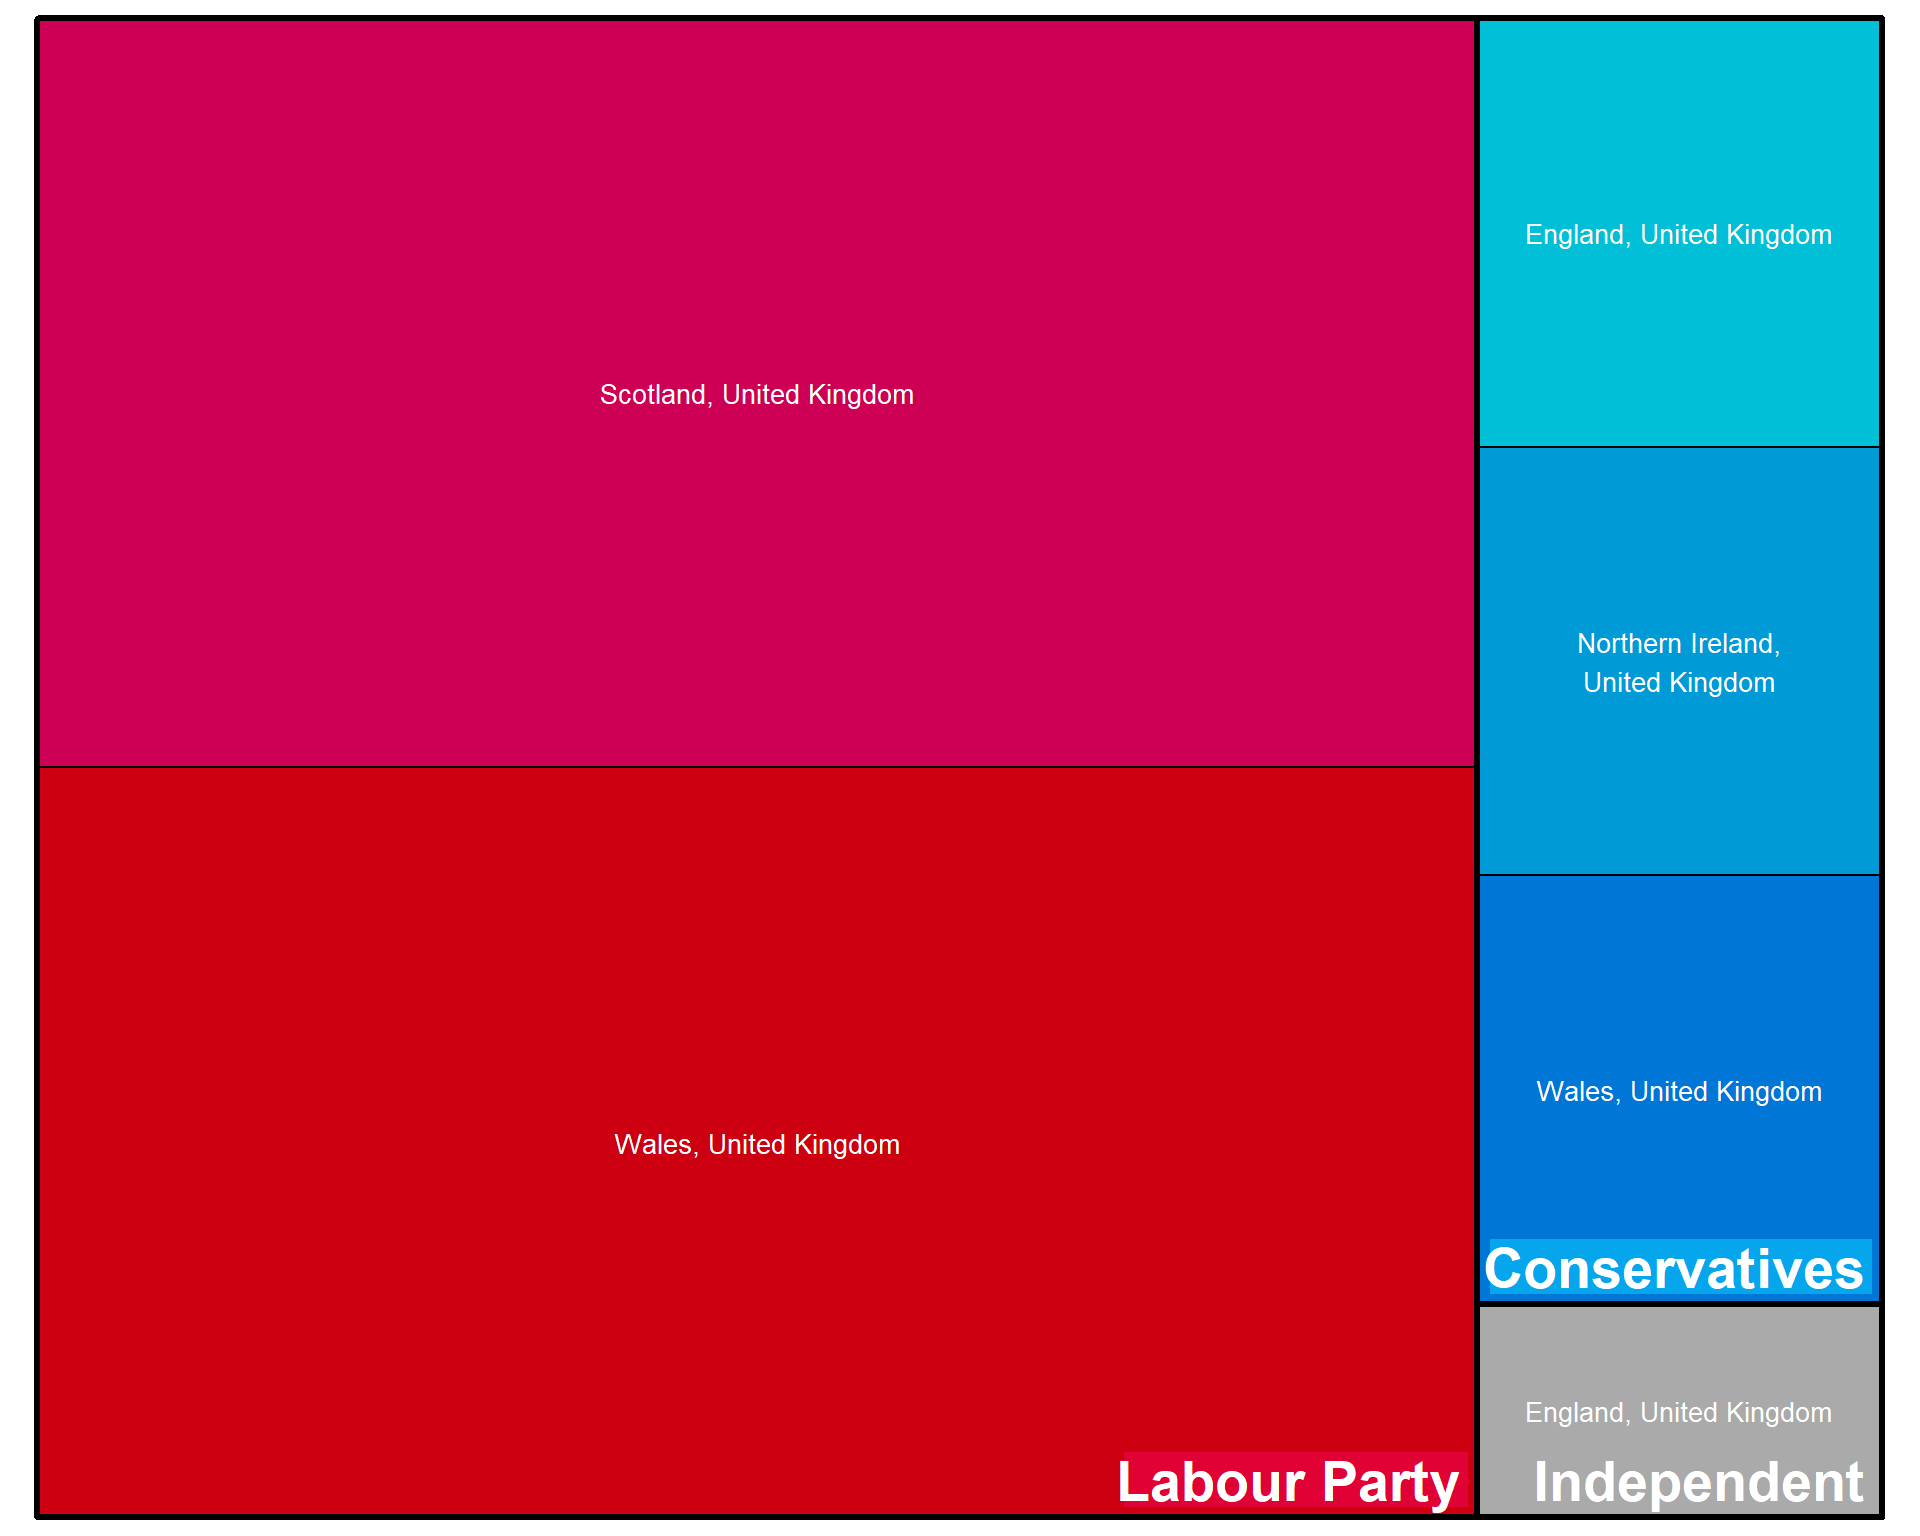 Scotland, United Kingdom
Wales, United Kingdom
Labour Party
England, United Kingdom
Northern Ireland,
United Kingdom
Wales, United Kingdom
Conservatives
England, United Kingdom
Independent